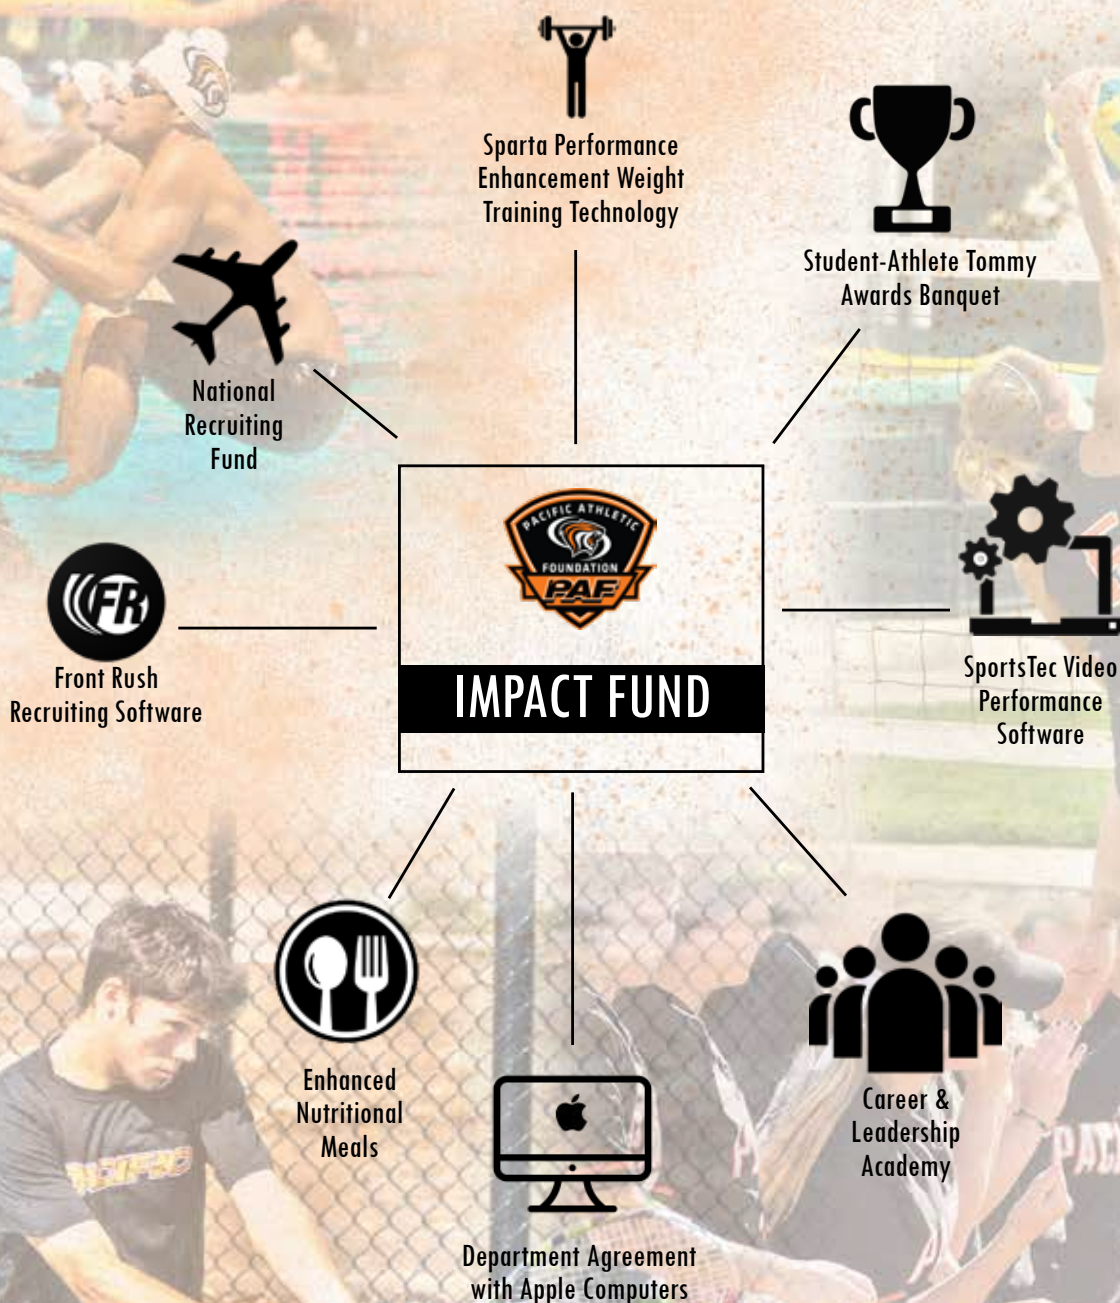 Sparta Performance
Enhancement Weight
Training Technology
Student-Athlete Tommy
Awards Banquet
National
Recruiting
Fund
PACIFIC ATHLETIC
FOUNDATION
PAF
IMPACT FUND
FR
Front Rush
Recruiting Software
SportsTec Video
Performance
Software
Enhanced
Nutritional
Meals
Career &
Leadership
Academy
Department Agreement
with Apple Computers
PACIFIC